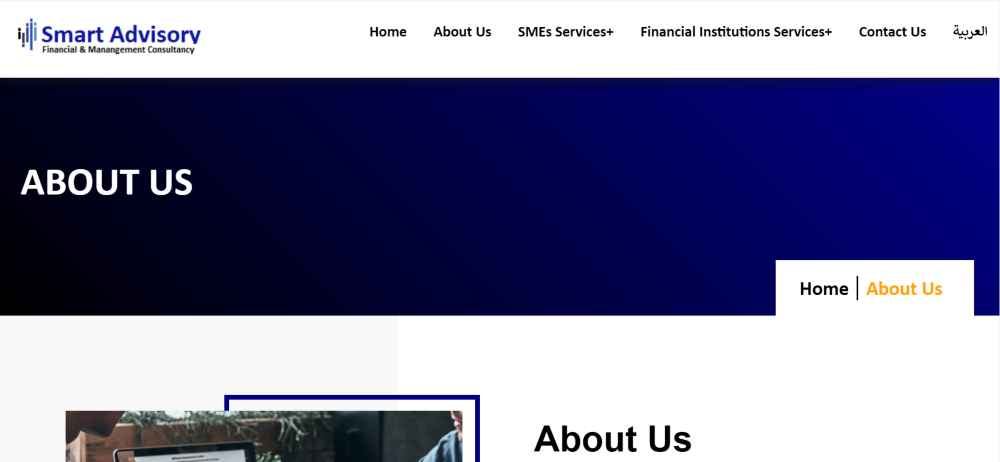 Smart Advisory
Financial & Manangement Consultancy
Home About Us SMEs Services+ Financial Institutions Services+ Contact Us العربية
ABOUT US
Home | About Us
About Us